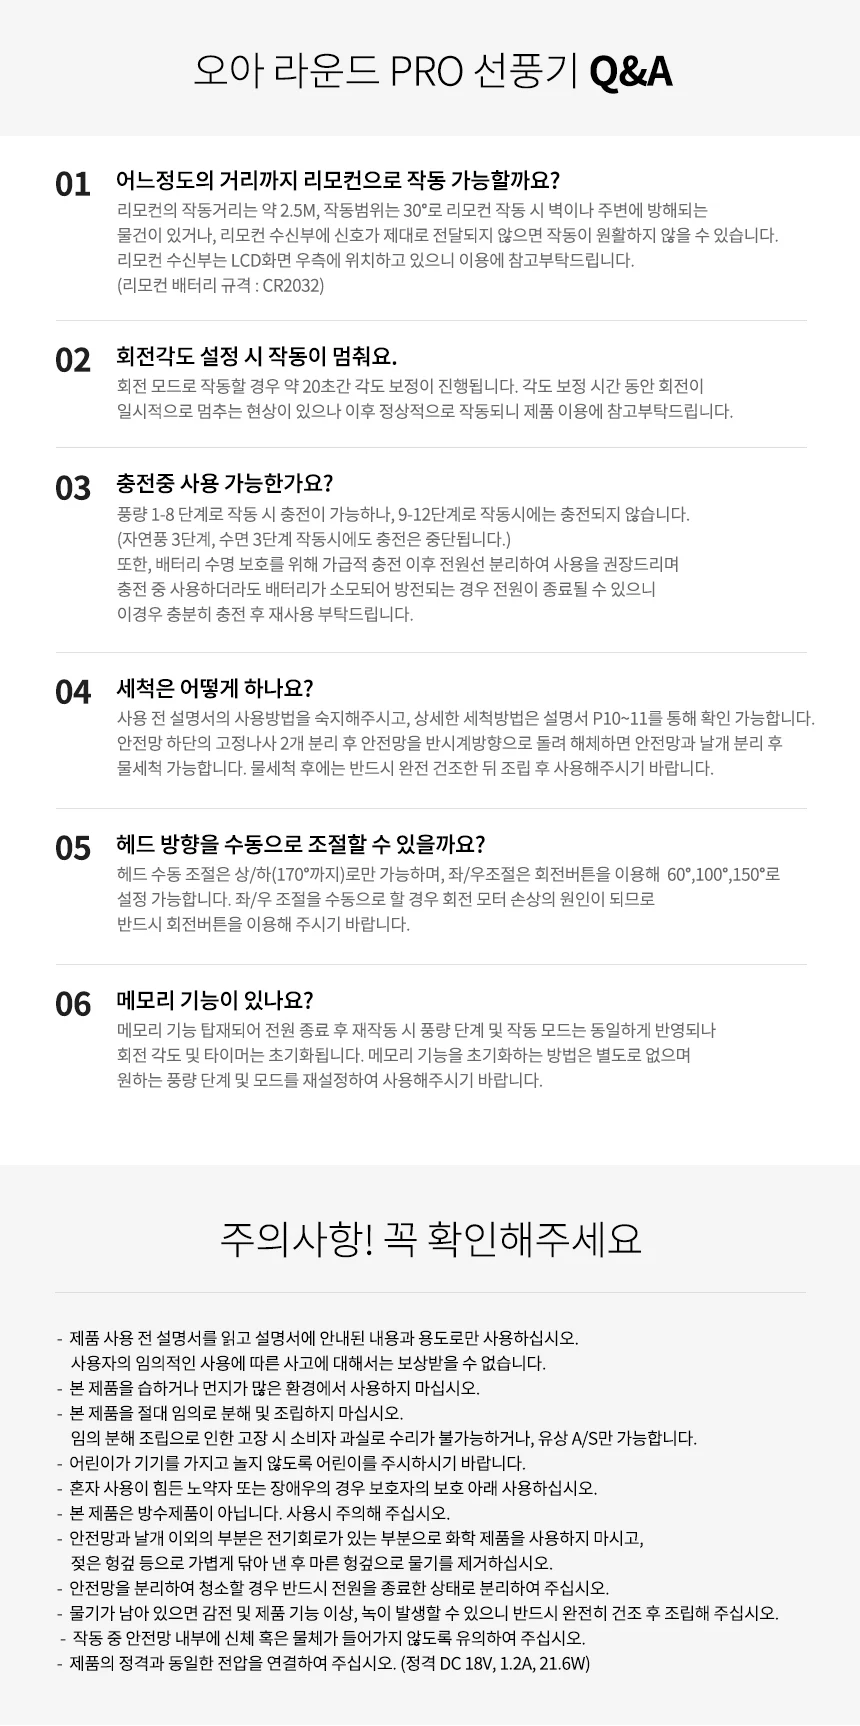 오아 라운드 PRO 선풍기 Q&A
01 어느정도의 거리까지 리모컨으로 작동 가능할까요?
리모컨의 작동거리는 약 2.5M, 작동범위는 30°로 리모컨 작동 시 벽이나 주변에 방해되는
물건이 있거나, 리모컨 수신부에 신호가 제대로 전달되지 않으면 작동이 원활하지 않을 수 있습니다.
리모컨 수신부는 LCD화면 우측에 위치하고 있으니 이용에 참고부탁드립니다.
(리모컨 배터리 규격 : CR2032)
02 회전각도 설정 시 작동이 멈춰요.
회전 모드로 작동할 경우 약 20초간 각도 보정이 진행됩니다. 각도 보정 시간 동안 회전이
일시적으로 멈추는 현상이 있으나 이후 정상적으로 작동되니 제품 이용에 참고부탁드립니다.
03 충전중 사용 가능한가요?
풍량 1-8 단계로 작동 시 충전이 가능하나, 9-12단계로 작동시에는 충전되지 않습니다.
(자연풍 3단계, 수면 3단계 작동시에도 충전은 중단됩니다.)
또한, 배터리 수명 보호를 위해 가급적 충전 이후 전원선 분리하여 사용을 권장드리며
충전 중 사용하더라도 배터리가 소모되어 방전되는 경우 전원이 종료될 수 있으니
이경우 충분히 충전 후 재사용 부탁드립니다.
04 세척은 어떻게 하나요?
사용 전 설명서의 사용방법을 숙지해주시고, 상세한 세척방법은 설명서 P10~11를 통해 확인 가능합니다.
안전망 하단의 고정나사 2개 분리 후 안전망을 반시계방향으로 돌려 해체하면 안전망과 날개 분리 후
물세척 가능합니다. 물세척 후에는 반드시 완전 건조한 뒤 조립 후 사용해주시기 바랍니다.
05 헤드 방향을 수동으로 조절할 수 있을까요?
헤드 수동 조절은 상/하(170°까지)로만 가능하며, 좌/우조절은 회전버튼을 이용해 60°,100°,150°로
설정 가능합니다. 좌/우 조절을 수동으로 할 경우 회전 모터 손상의 원인이 되므로
반드시 회전버튼을 이용해 주시기 바랍니다.
06 메모리 기능이 있나요?
메모리 기능 탑재되어 전원 종료 후 재작동 시 풍량 단계 및 작동 모드는 동일하게 반영되나
회전 각도 및 타이머는 초기화됩니다. 메모리 기능을 초기화하는 방법은 별도로 없으며
원하는 풍량 단계 및 모드를 재설정하여 사용해주시기 바랍니다.
주의사항! 꼭 확인해주세요
- 제품 사용 전 설명서를 읽고 설명서에 안내된 내용과 용도로만 사용하십시오.
사용자의 임의적인 사용에 따른 사고에 대해서는 보상받을 수 없습니다.
- 본 제품을 습하거나 먼지가 많은 환경에서 사용하지 마십시오.
- 본 제품을 절대 임의로 분해 및 조립하지 마십시오.
임의 분해 조립으로 인한 고장 시 소비자 과실로 수리가 불가능하거나, 유상 A/S만 가능합니다.
- 어린이가 기기를 가지고 놀지 않도록 어린이를 주시하시기 바랍니다.
- 혼자 사용이 힘든 노약자 또는 장애우의 경우 보호자의 보호 아래 사용하십시오.
- 본 제품은 방수제품이 아닙니다. 사용시 주의해 주십시오.
- 안전망과 날개 이외의 부분은 전기회로가 있는 부분으로 화학 제품을 사용하지 마시고,
젖은 헝겊 등으로 가볍게 닦아 낸 후 마른 헝겊으로 물기를 제거하십시오.
- 안전망을 분리하여 청소할 경우 반드시 전원을 종료한 상태로 분리하여 주십시오.
- 물기가 남아 있으면 감전 및 제품 기능 이상, 녹이 발생할 수 있으니 반드시 완전히 건조 후 조립해 주십시오.
- 작동 중 안전망 내부에 신체 혹은 물체가 들어가지 않도록 유의하여 주십시오.
- 제품의 정격과 동일한 전압을 연결하여 주십시오. (정격 DC 18V, 1.2A, 21.6W)